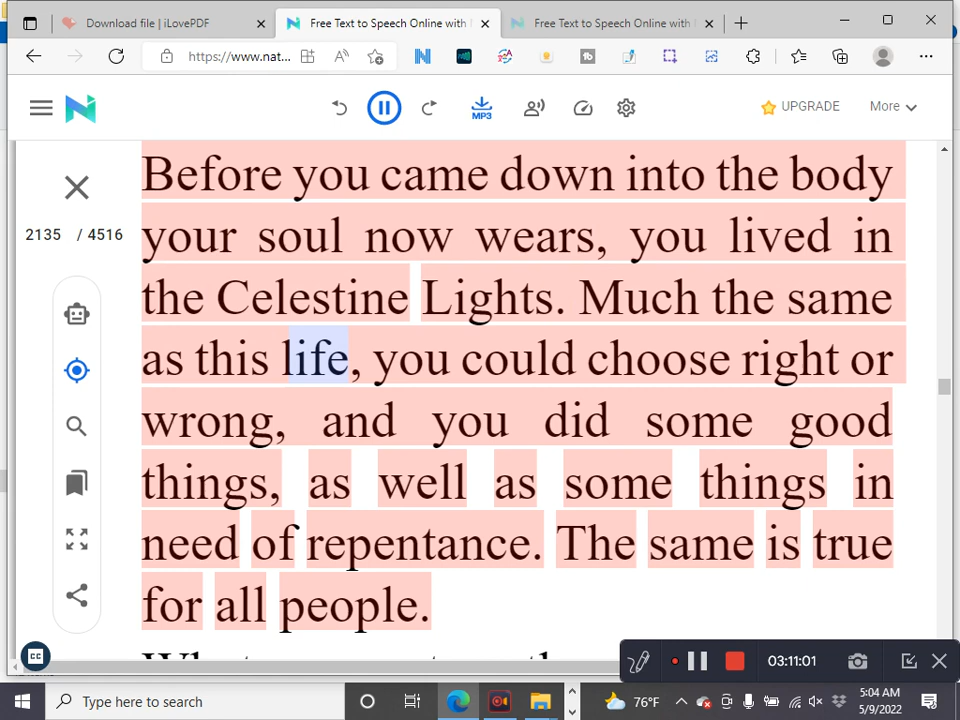 Download file | iLovePDF
Free Text to Speech Online with
Free Text to Speech Online with
https://www.nat...
UPGRADE
More
MP3
2135 / 4516
Before you came down into the body
your soul now wears, you lived in
the Celestine Lights. Much the same
as this life, you could choose right or
wrong, and you did some good
things, as well as some things in
need of repentance. The same is true
for all people.
CC
03:11:01
Type here to search
76°F
5:04 AM
5/9/2022